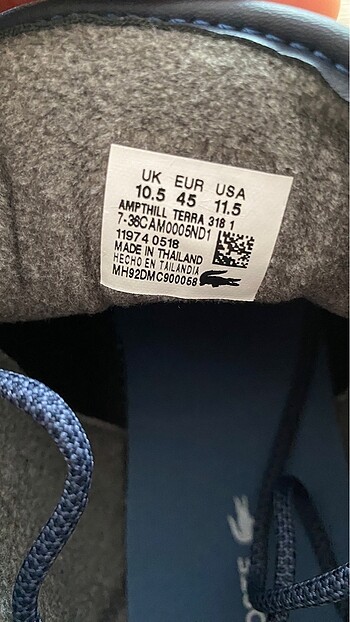 UK EUR USA
10.5 45 11.5
AMPTHILL TERRA 318 1
7-36CAM0005ND1
11974 0518
MADE IN THAILAND
HECHO EN TAILANDIA
MH92DMC900058